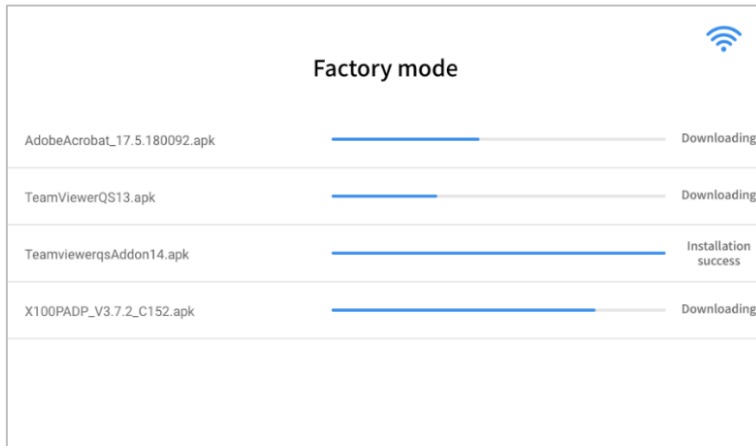 Factory mode
AdobeAcrobat_17.5.180092.apk Downloading
TeamViewerQS13.apk Downloading
TeamviewerqsAddon14.apk Installation
success
X100PADP_V3.7.2_C152.apk Downloading